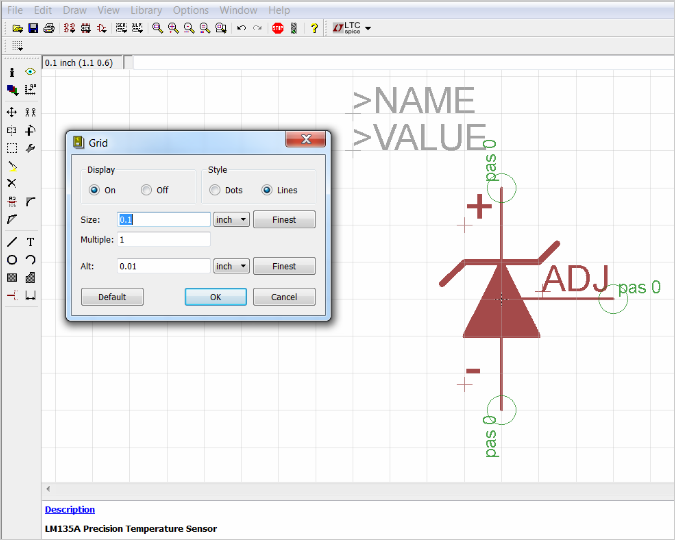 File Edit Draw View Library Options Window Help
LTC
spice
0.1 inch (1.1 0.6)
>NAME
>VALUE
pas 0
+
ADJ
pas 0
-
pas 0
Grid
Display
On Off
Style
Dots Lines
Size: 0.1 inch Finest
Multiple: 1
Alt: 0.01 inch Finest
Default OK Cancel
Description
LM135A Precision Temperature Sensor